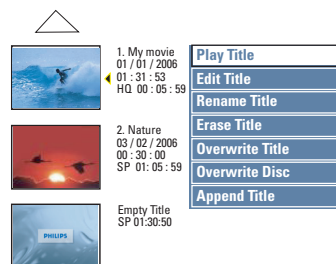 1. My movie
01 / 01 / 2006
01 : 31 : 53
HQ 00 : 05 : 59
2. Nature
03 / 02 / 2006
00 : 30 : 00
SP 01: 05 : 59
PHILIPS
Empty Title
SP 01:30:50
Play Title
Edit Title
Rename Title
Erase Title
Overwrite Title
Overwrite Disc
Append Title